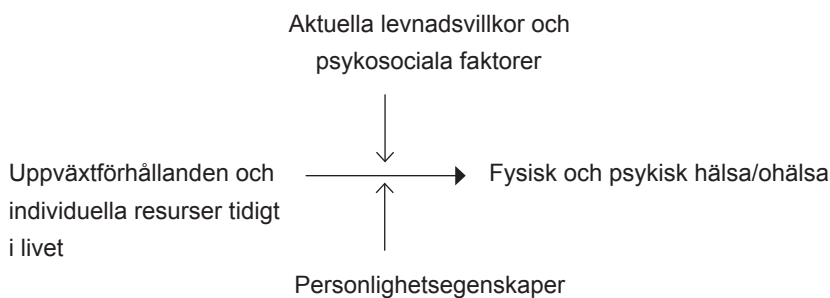 Aktuella levnadsvillkor och
psykosociala faktorer
Uppväxtförhållanden och
individuella resurser tidigt
i livet
Fysisk och psykisk hälsa/ohälsa
Personlighetsegenskaper